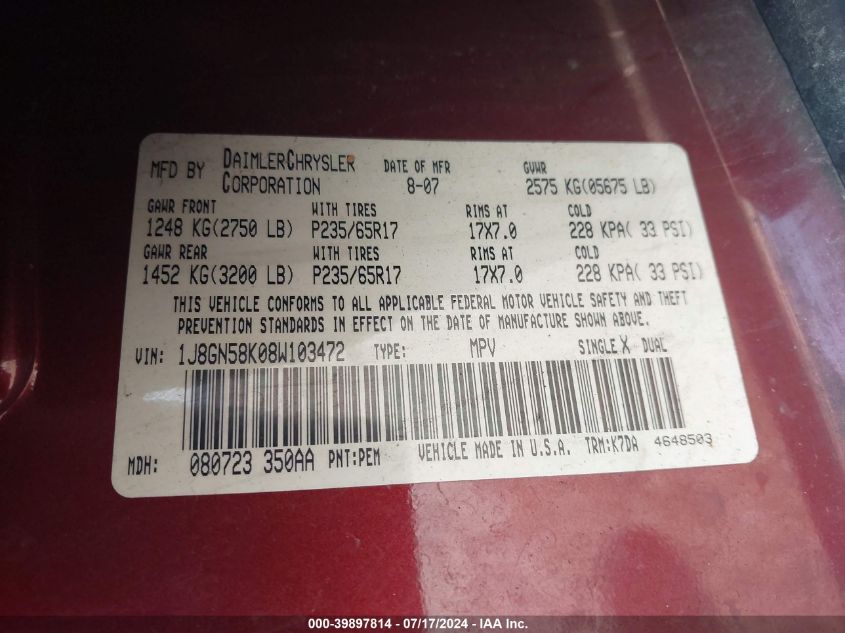 MFD BY DAIMLERCHRYSLER CORPORATION DATE OF MFR 8-07 GVWR 2575 KG(05675 LB)
GAWR FRONT WITH TIRES RIMS AT COLD
1248 KG(2750 LB) P235/65R17 17X7.0 228 KPA( 33 PSI)
GAWR REAR WITH TIRES RIMS AT COLD
1452 KG(3200 LB) P235/65R17 17X7.0 228 KPA( 33 PSI)
THIS VEHICLE CONFORMS TO ALL APPLICABLE FEDERAL MOTOR VEHICLE SAFETY AND THEFT
PREVENTION STANDARDS IN EFFECT ON THE DATE OF MANUFACTURE SHOWN ABOVE.
VIN: 1J8GN58K08W103472 TYPE: MPV SINGLE X DUAL
MDH: 080723 350AA PNT:PEM VEHICLE MADE IN U.S.A. TRM:K7DA 4648503
000-39897814 - 07/17/2024 - IAA Inc.